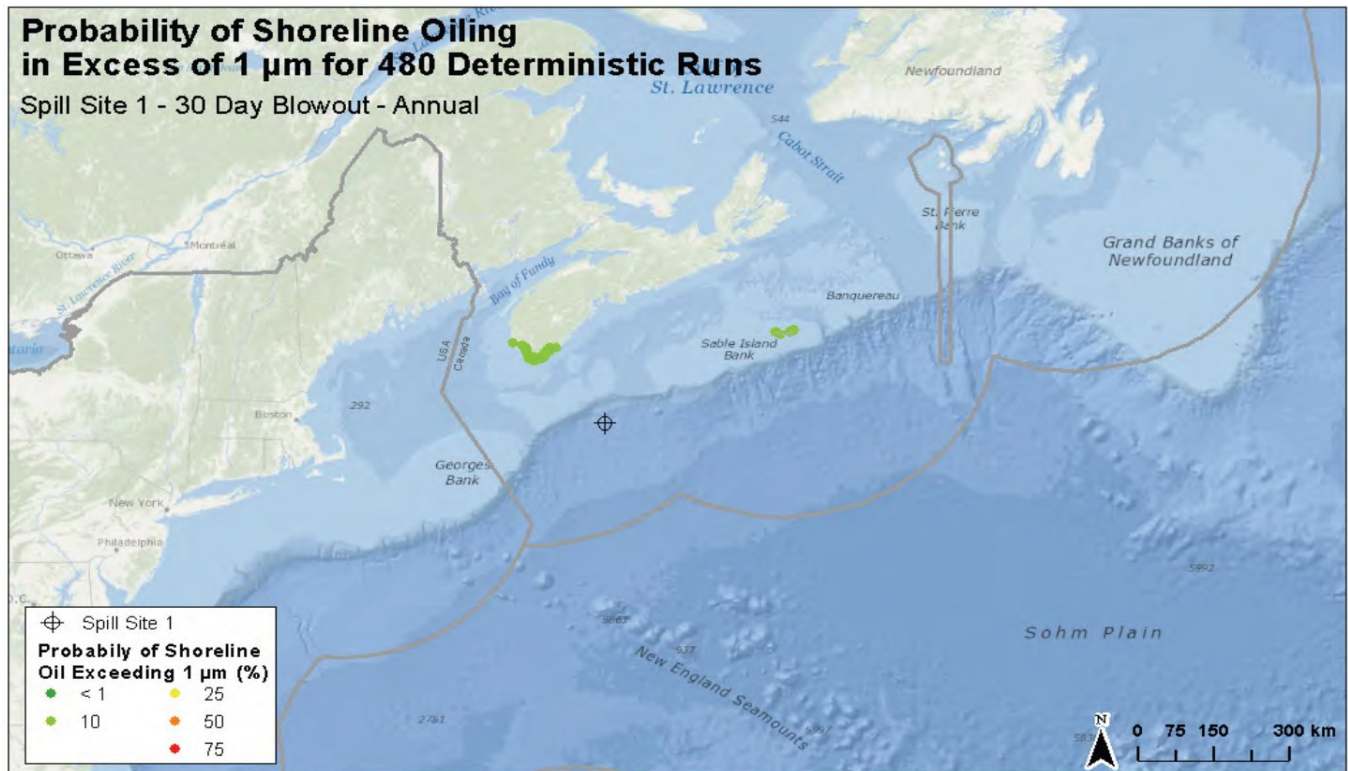 Probability of Shoreline Oiling
in Excess of 1 µm for 480 Deterministic Runs
Spill Site 1 - 30 Day Blowout - Annual
St. Lawrence
Newfoundland
544
Cabot Strait
St. Pierre
Bank
Grand Banks of
Newfoundland
Ottawa
Montréal
St. Lawrence River
Bay of Fundy
Banquereau
Sable Island
Bank
USA
Canada
Boston
292
Georges
Bank
New York
Philadelphia
5992
Sohm Plain
937
New England Seamounts
Spill Site 1
Probabily of Shoreline
Oil Exceeding 1 µm (%)
< 1
25
10
50
75
N
0 75 150 300 km